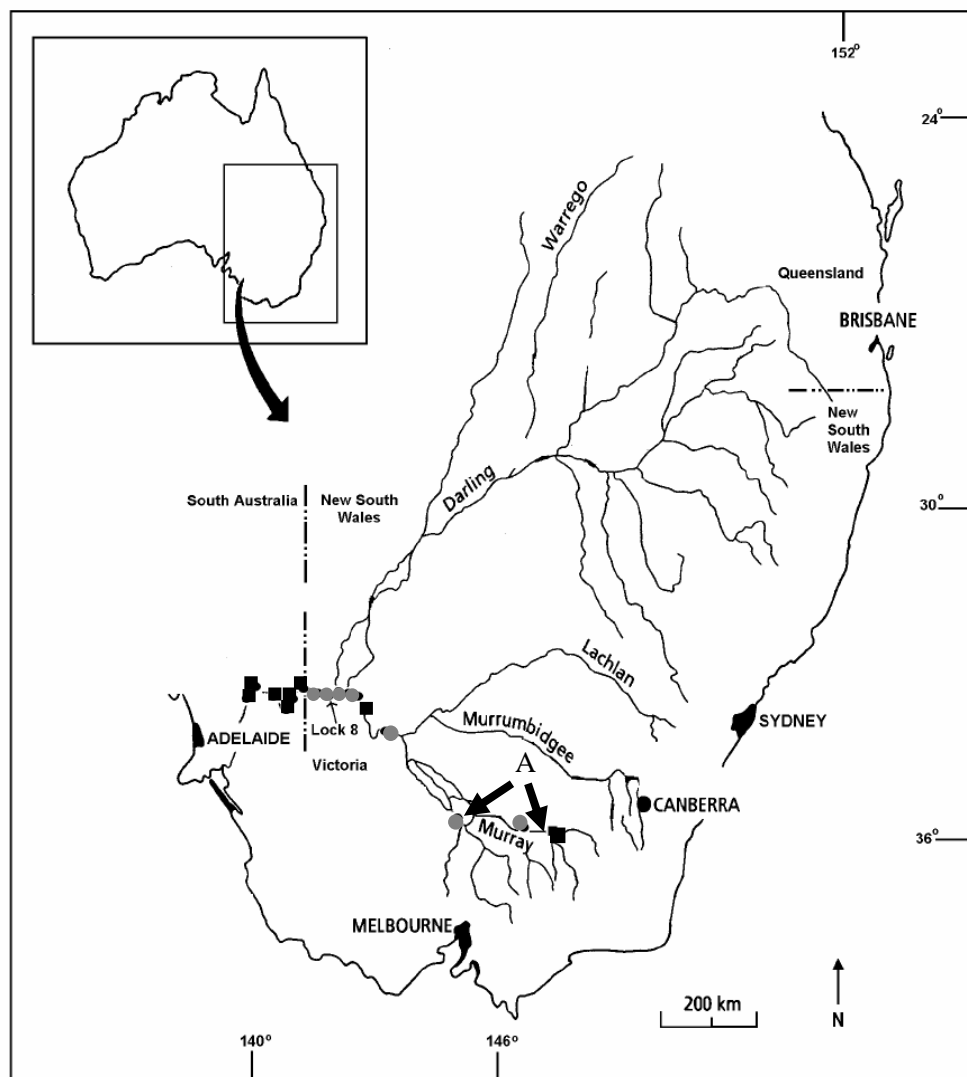 152°
24°
Warrego
Queensland
BRISBANE
New
South
Wales
South Australia
New South
Wales
Darling
30°
Lachlan
Lock 8
ADELAIDE
Murrumbidgee
SYDNEY
Victoria
A
CANBERRA
Murray
36°
MELBOURNE
200 km
N
140°
146°